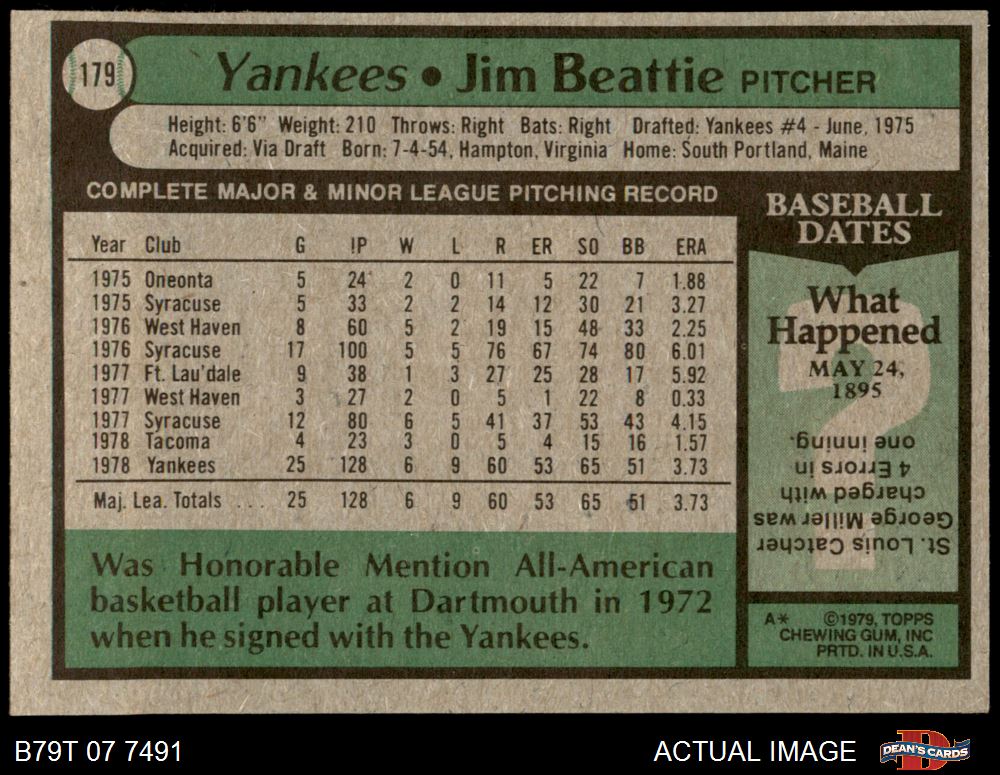 179
Yankees • Jim Beattie PITCHER
Height: 6'6" Weight: 210 Throws: Right Bats: Right Drafted: Yankees #4 - June, 1975
Acquired: Via Draft Born: 7-4-54, Hampton, Virginia Home: South Portland, Maine
COMPLETE MAJOR & MINOR LEAGUE PITCHING RECORD
Year Club G IP W L R ER SO BB ERA
1975 Oneonta 5 24 2 0 11 5 22 7 1.88
1975 Syracuse 5 33 2 2 14 12 30 21 3.27
1976 West Haven 8 60 5 2 19 15 48 33 2.25
1976 Syracuse 17 100 5 5 76 67 74 80 6.01
1977 Ft. Lau'dale 9 38 1 3 27 25 28 17 5.92
1977 West Haven 3 27 2 0 5 1 22 8 0.33
1977 Syracuse 12 80 6 5 41 37 53 43 4.15
1978 Tacoma 4 23 3 0 5 4 15 16 1.57
1978 Yankees 25 128 6 9 60 53 65 51 3.73
Maj. Lea. Totals ... 25 128 6 9 60 53 65 51 3.73
Was Honorable Mention All-American
basketball player at Dartmouth in 1972
when he signed with the Yankees.
BASEBALL
DATES
What
Happened
MAY 24,
1895
St. Louis Catcher
George Miller was
charged with
4 Errors in
one inning.
A* ©1979, TOPPS
CHEWING GUM, INC
PRTD. IN U.S.A.
B79T 07 7491
ACTUAL IMAGE
DEAN'S CARDS